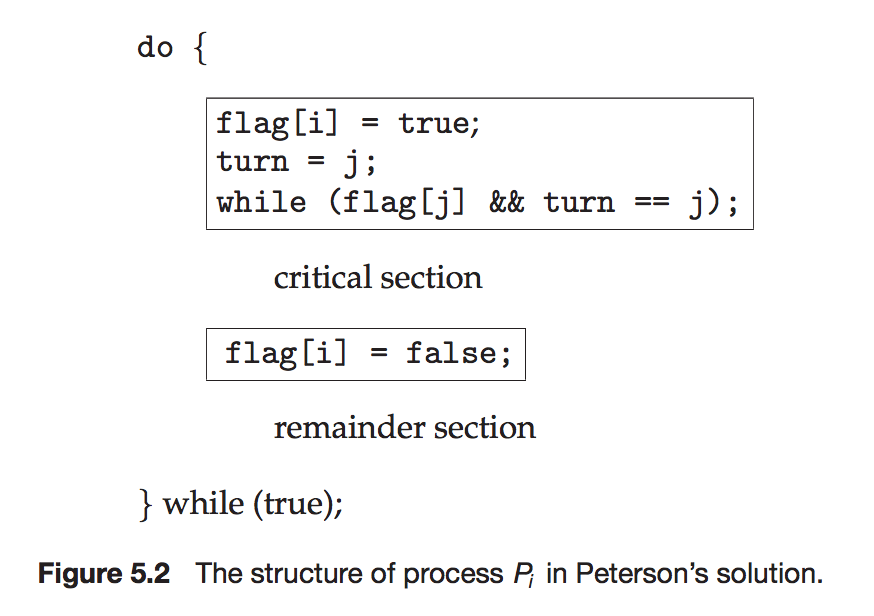 do {
flag[i] = true;
turn = j;
while (flag[j] && turn == j);
critical section
flag[i] = false;
remainder section
} while (true);
Figure 5.2 The structure of process Pi in Peterson’s solution.